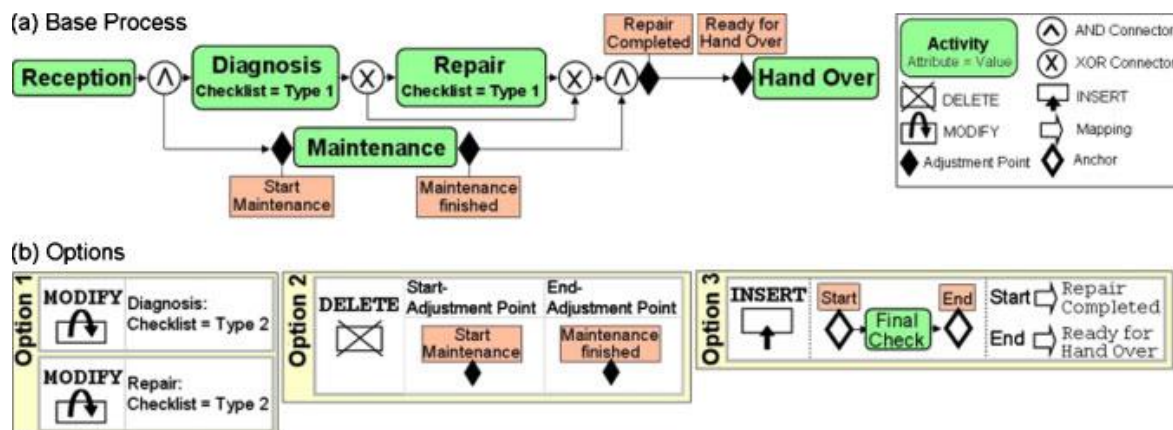 (a) Base Process
Reception
Diagnosis
Checklist = Type 1
Repair
Checklist = Type 1
Repair
Completed
Ready for
Hand Over
Hand Over
Maintenance
Start
Maintenance
Maintenance
finished
Activity
Attribute = Value
AND Connector
XOR Connector
DELETE
INSERT
MODIFY
Mapping
Adjustment Point
Anchor
(b) Options
Option 1
MODIFY
Diagnosis:
Checklist = Type 2
MODIFY
Repair:
Checklist = Type 2
Option 2
DELETE
Start-
Adjustment Point
End-
Adjustment Point
Start
Maintenance
Maintenance
finished
Option 3
INSERT
Start
Final
Check
End
Start
Repair
Completed
End
Ready for
Hand Over